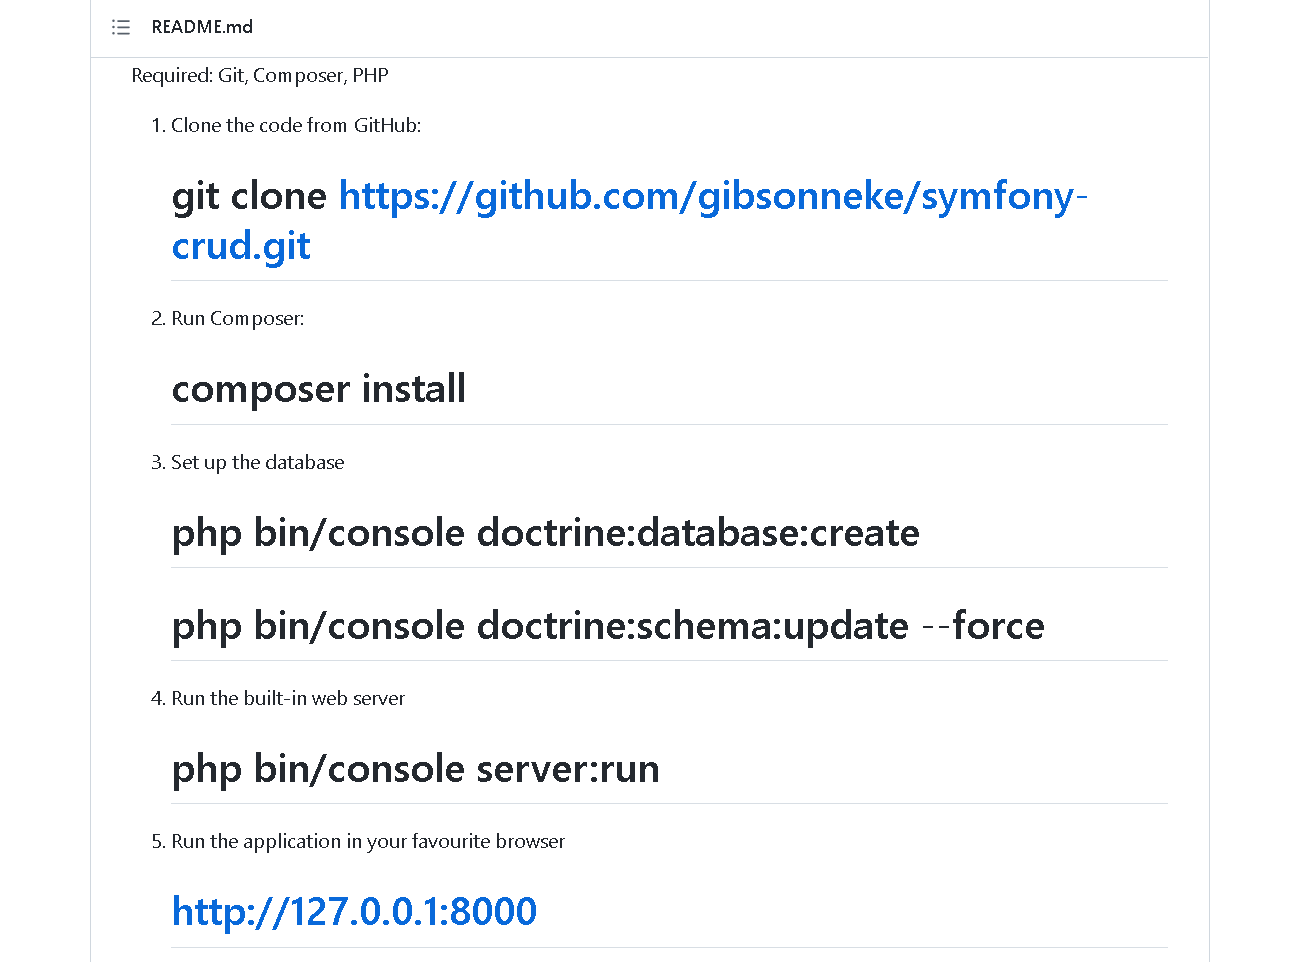 README.md
Required: Git, Composer, PHP
1. Clone the code from GitHub:
git clone https://github.com/gibsonneke/symfony-
crud.git
2. Run Composer:
composer install
3. Set up the database
php bin/console doctrine:database:create
php bin/console doctrine:schema:update --force
4. Run the built-in web server
php bin/console server:run
5. Run the application in your favourite browser
http://127.0.0.1:8000